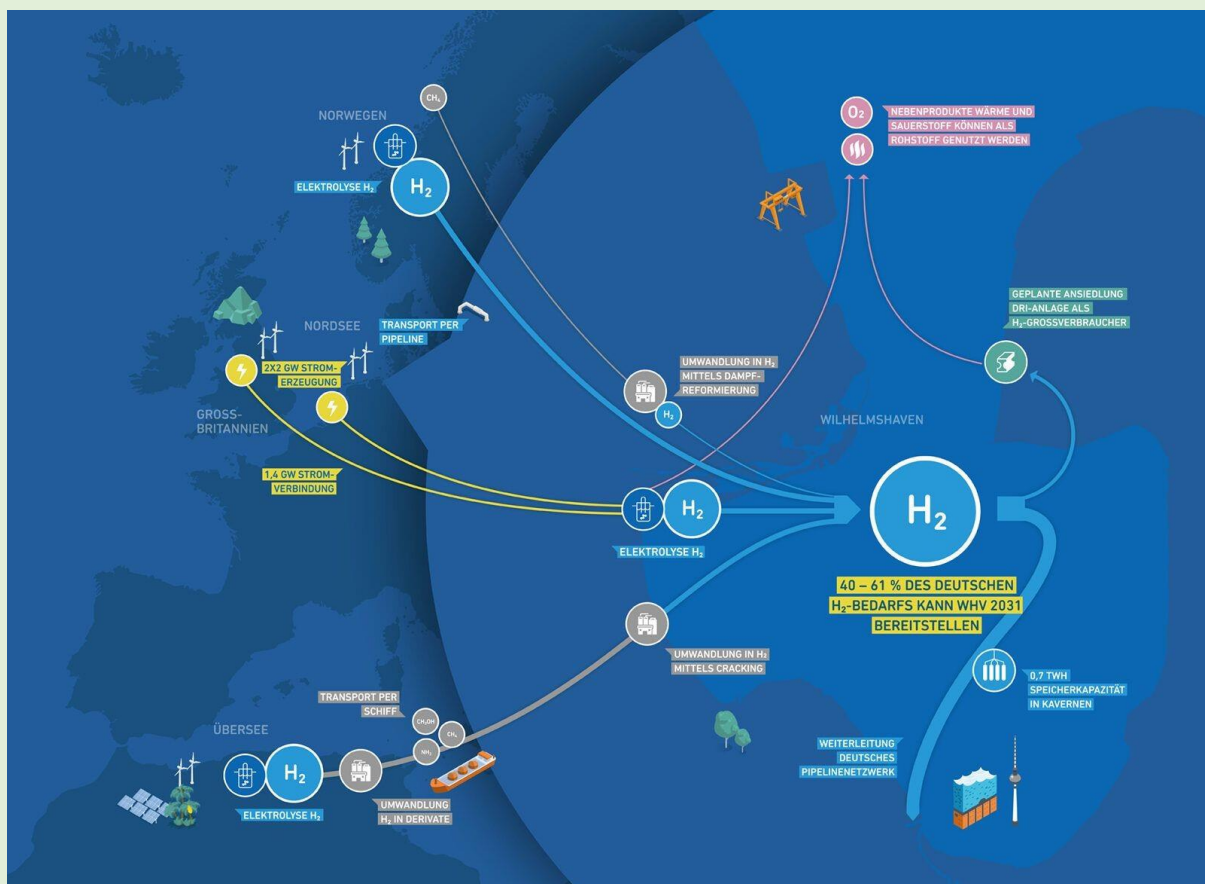 NORWEGEN
CH₄
ELEKTROLYSE H₂
H₂
O₂
NEBENPRODUKTE WÄRME UND
SAUERSTOFF KÖNNEN ALS
ROHSTOFF GENUTZT WERDEN
NORDSEE
TRANSPORT PER
PIPELINE
2X2 GW STROM-
ERZEUGUNG
GROSS-
BRITANNIEN
1,4 GW STROM-
VERBINDUNG
UMWANDLUNG IN H₂
MITTELS DAMPF-
REFORMIERUNG
H₂
GEPLANTE ANSIEDLUNG
DRI-ANLAGE ALS
H₂-GROSSVERBRAUCHER
WILHELMSHAVEN
H₂
ELEKTROLYSE H₂
H₂
40 – 61 % DES DEUTSCHEN
H₂-BEDARFS KANN WHV 2031
BEREITSTELLEN
UMWANDLUNG IN H₂
MITTELS CRACKING
0,7 TWH
SPEICHERKAPAZITÄT
IN KAVERNEN
WEITERLEITUNG
DEUTSCHES
PIPELINENETZWERK
TRANSPORT PER
SCHIFF
CH₃OH
CH₄
NH₃
ÜBERSEE
H₂
ELEKTROLYSE H₂
UMWANDLUNG
H₂ IN DERIVATE